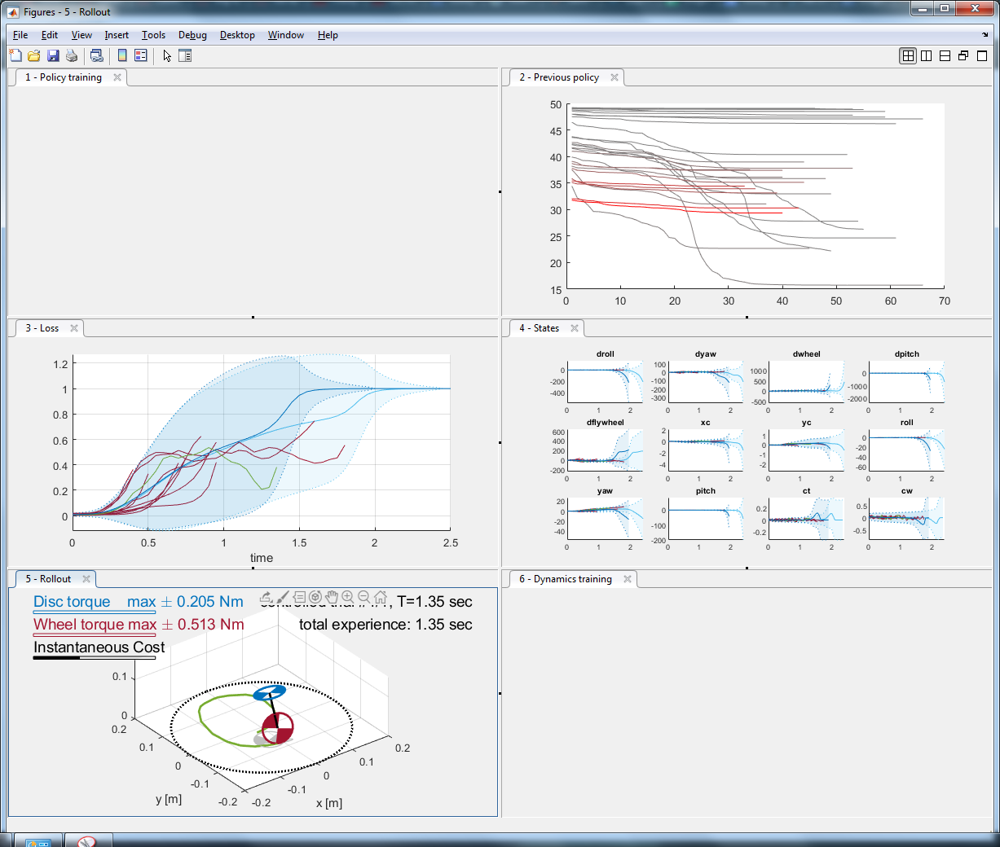 Figures - 5 - Rollout
File Edit View Insert Tools Debug Desktop Window Help
1 - Policy training
2 - Previous policy
50
45
40
35
30
25
20
15
0 10 20 30 40 50 60 70
3 - Loss
1.2
1
0.8
0.6
0.4
0.2
0
0 0.5 1 1.5 2 2.5
time
4 - States
droll
0
-200
-400
0 1 2
dyaw
100
0
-100
-200
-300
0 1 2
dwheel
1000
500
0
-500
0 1 2
dpitch
0
-1000
-2000
0 1 2
dflywheel
600
400
200
0
-200
0 1 2
xc
2
0
-2
-4
0 1 2
yc
1
0
-1
-2
0 1 2
roll
0
-20
-40
-60
-80
0 1 2
yaw
20
0
-20
-40
0 1 2
pitch
0
-100
-200
0 1 2
ct
0.2
0
-0.2
0 1 2
cw
0.5
0
-0.5
0 1 2
5 - Rollout
Disc torque max ± 0.205 Nm
T=1.35 sec
Wheel torque max ± 0.513 Nm
total experience: 1.35 sec
Instantaneous Cost
0.1
0
0.2
0.1
0
-0.1
-0.2
y [m]
-0.2
-0.1
0
0.1
0.2
x [m]
6 - Dynamics training